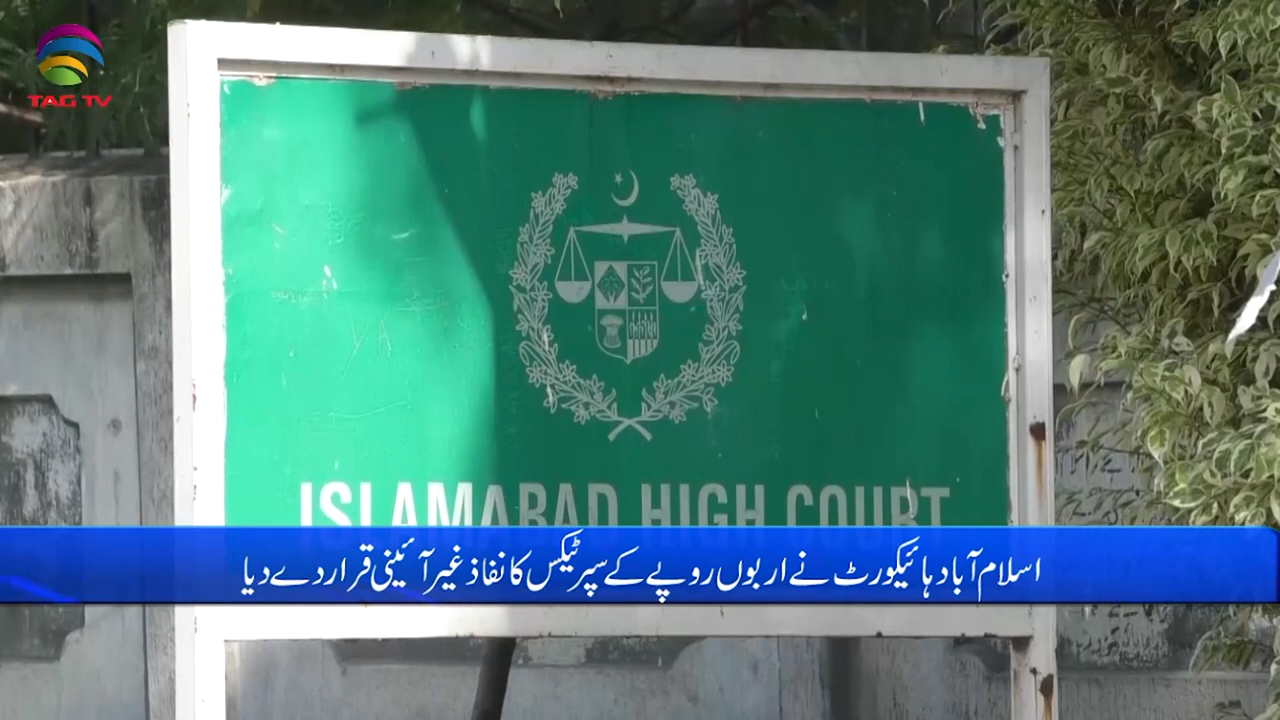 TAG TV
ISLAMABAD HIGH COURT
اسلام آباد ہائیکورٹ نے اربوں روپے کے سپر ٹیکس کا نفاذ غیر آئینی قرار دے دیا